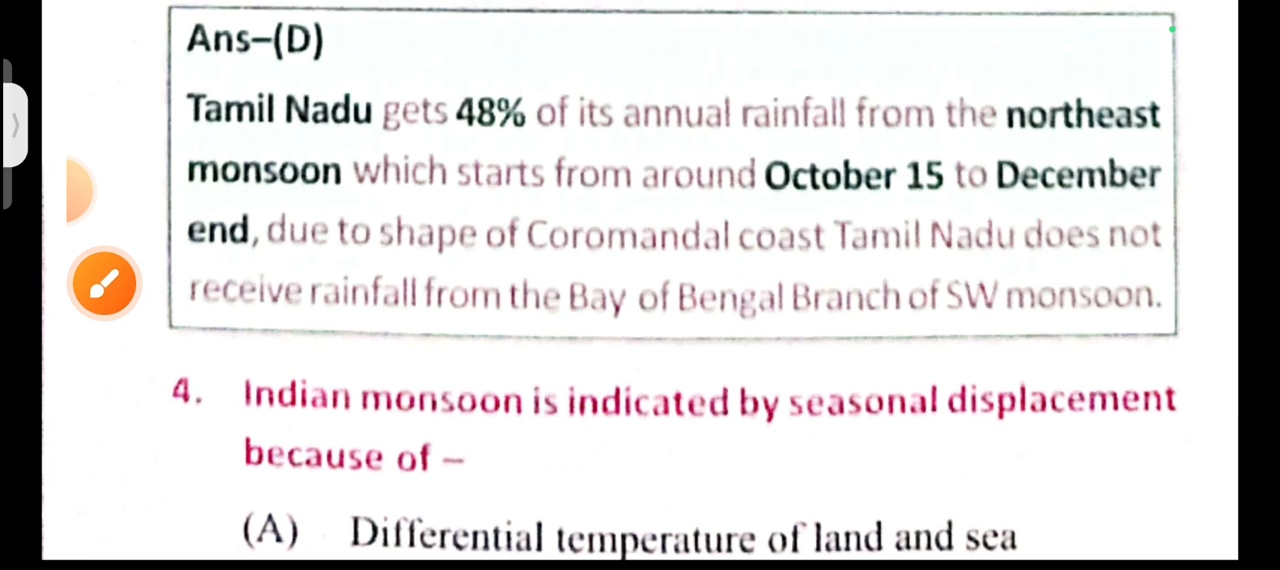 Ans–(D)
Tamil Nadu gets 48% of its annual rainfall from the northeast
monsoon which starts from around October 15 to December
end, due to shape of Coromandal coast Tamil Nadu does not
receive rainfall from the Bay of Bengal Branch of SW monsoon.
4. Indian monsoon is indicated by seasonal displacement
because of –
(A) Differential temperature of land and sea